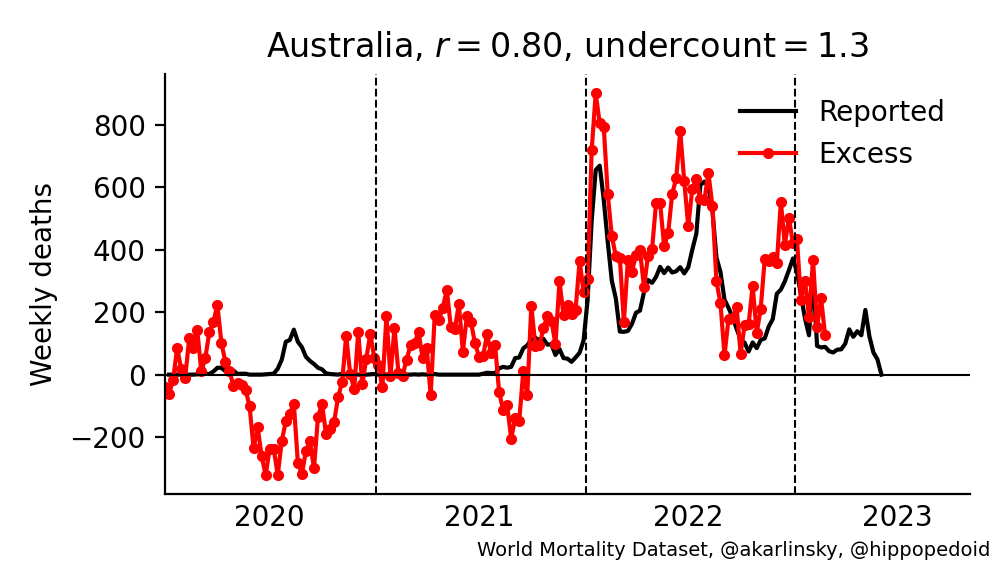 Australia, r = 0.80, undercount = 1.3
Reported
Excess
Weekly deaths
800
600
400
200
0
−200
2020 2021 2022 2023
World Mortality Dataset, @akarlinsky, @hippopedoid